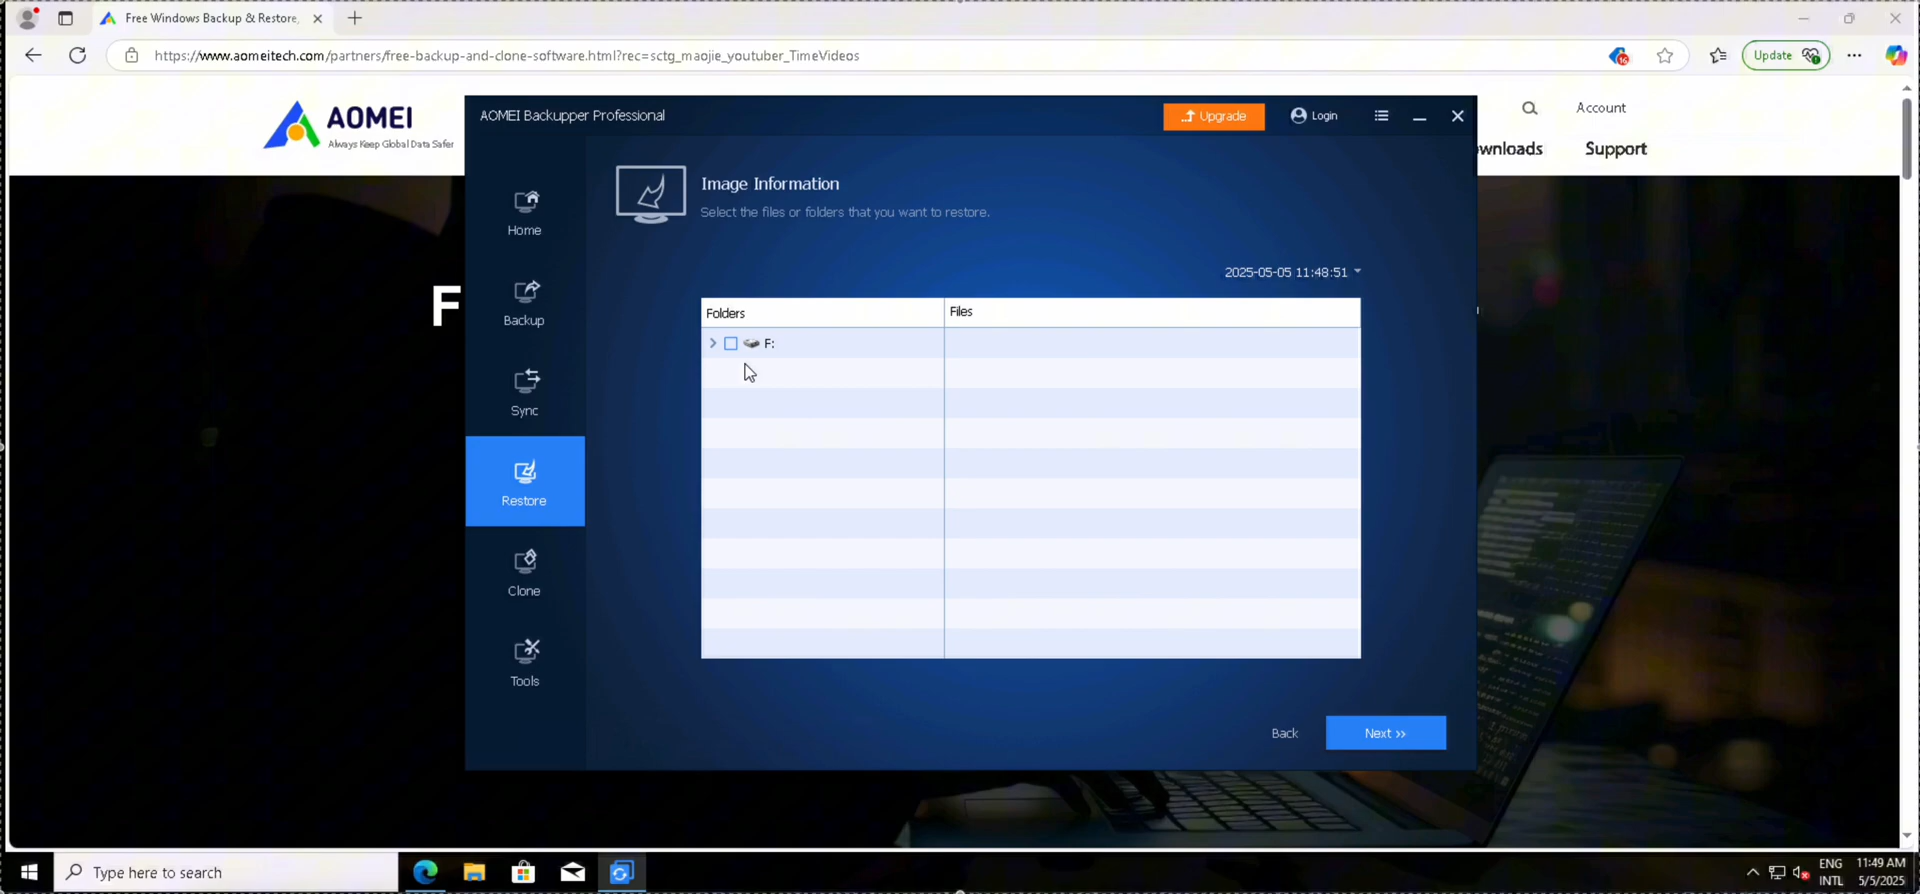 Free Windows Backup & Restore,
https://www.aomeitech.com/partners/free-backup-and-clone-software.html?rec=sctg_maojie_youtuber_TimeVideos
16
Update
AOMEI
Always Keep Global Data Safer
AOMEI Backupper Professional
Upgrade
Login
Account
wnloads
Support
F
Home
Backup
Sync
Restore
Clone
Tools
Image Information
Select the files or folders that you want to restore.
2025-05-05 11:48:51
Folders
Files
F:
Back
Next >>
Type here to search
ENG
INTL
11:49 AM
5/5/2025